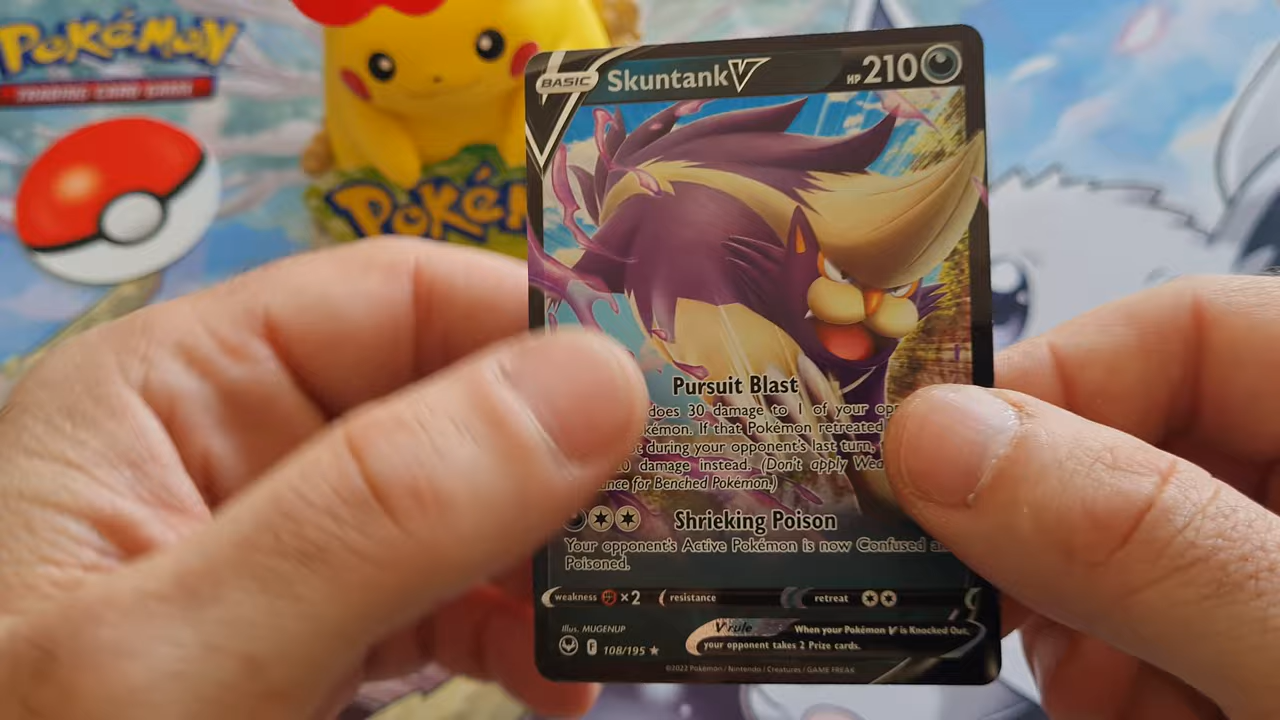 Pokémon
TRADING CARD GAME
BASIC Skuntank V HP 210
Poké
Pursuit Blast
does 30 damage to 1 of your
kémon. If that Pokémon retreated
during your opponent's last turn,
damage instead. (Don't apply
for Benched Pokémon.)
Shrieking Poison
Your opponent's Active Pokémon is now Confused
Poisoned.
weakness ×2 resistance retreat
Illus. MUGENUP
V rule When your Pokémon V is Knocked Out,
your opponent takes 2 Prize cards.
F 108/195 ★
©2022 Pokémon / Nintendo / Creatures / GAME FREAK